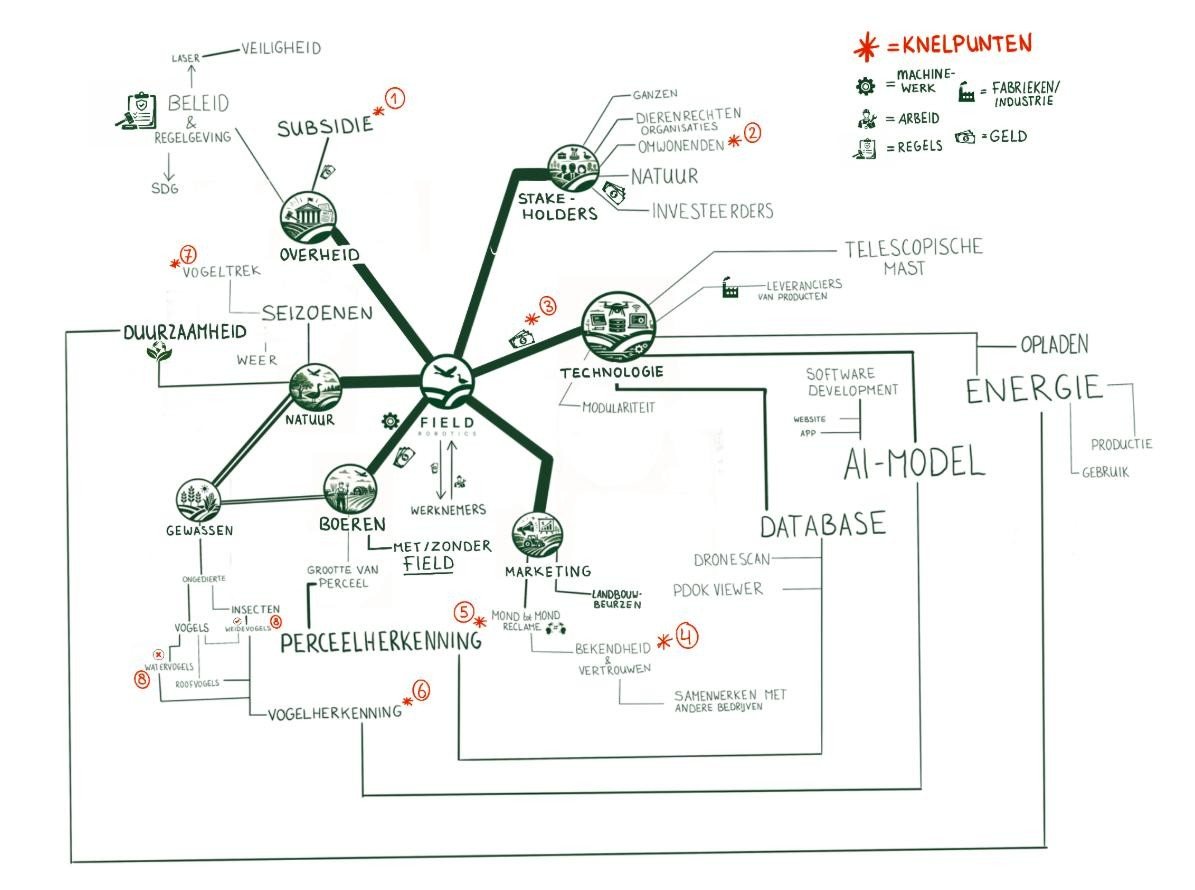 LASER
VEILIGHEID
BELEID
&
REGELGEVING
SDG
SUBSIDIE
* 1
OVERHEID
GANZEN
DIERENRECHTEN
ORGANISATIES
OMWONENDEN * 2
NATUUR
INVESTEERDERS
STAKE-
HOLDERS
* = KNELPUNTEN
= MACHINE-
WERK
= FABRIEKEN/
INDUSTRIE
= ARBEID
= REGELS
= GELD
* 7
VOGELTREK
SEIZOENEN
WEER
DUURZAAMHEID
NATUUR
* 3
TELESCOPISCHE
MAST
LEVERANCIERS
VAN PRODUCTEN
TECHNOLOGIE
MODULARITEIT
OPLADEN
ENERGIE
PRODUCTIE
GEBRUIK
SOFTWARE
DEVELOPMENT
WEBSITE
APP
AI-MODEL
DATABASE
DRONESCAN
PDOK VIEWER
FIELD
ROBOTICS
WERKNEMERS
GEWASSEN
BOEREN
MET/ZONDER
FIELD
GROOTTE VAN
PERCEEL
PERCEELHERKENNING
* 5
MARKETING
LANDBOUW-
BEURZEN
MOND tot MOND
RECLAME
BEKENDHEID
&
VERTROUWEN
* 4
SAMENWERKEN MET
ANDERE BEDRIJVEN
ONGEDIERTE
INSECTEN
VOGELS
WEIDEVOGELS 8
WATERVOGELS
8
ROOFVOGELS
VOGELHERKENNING * 6